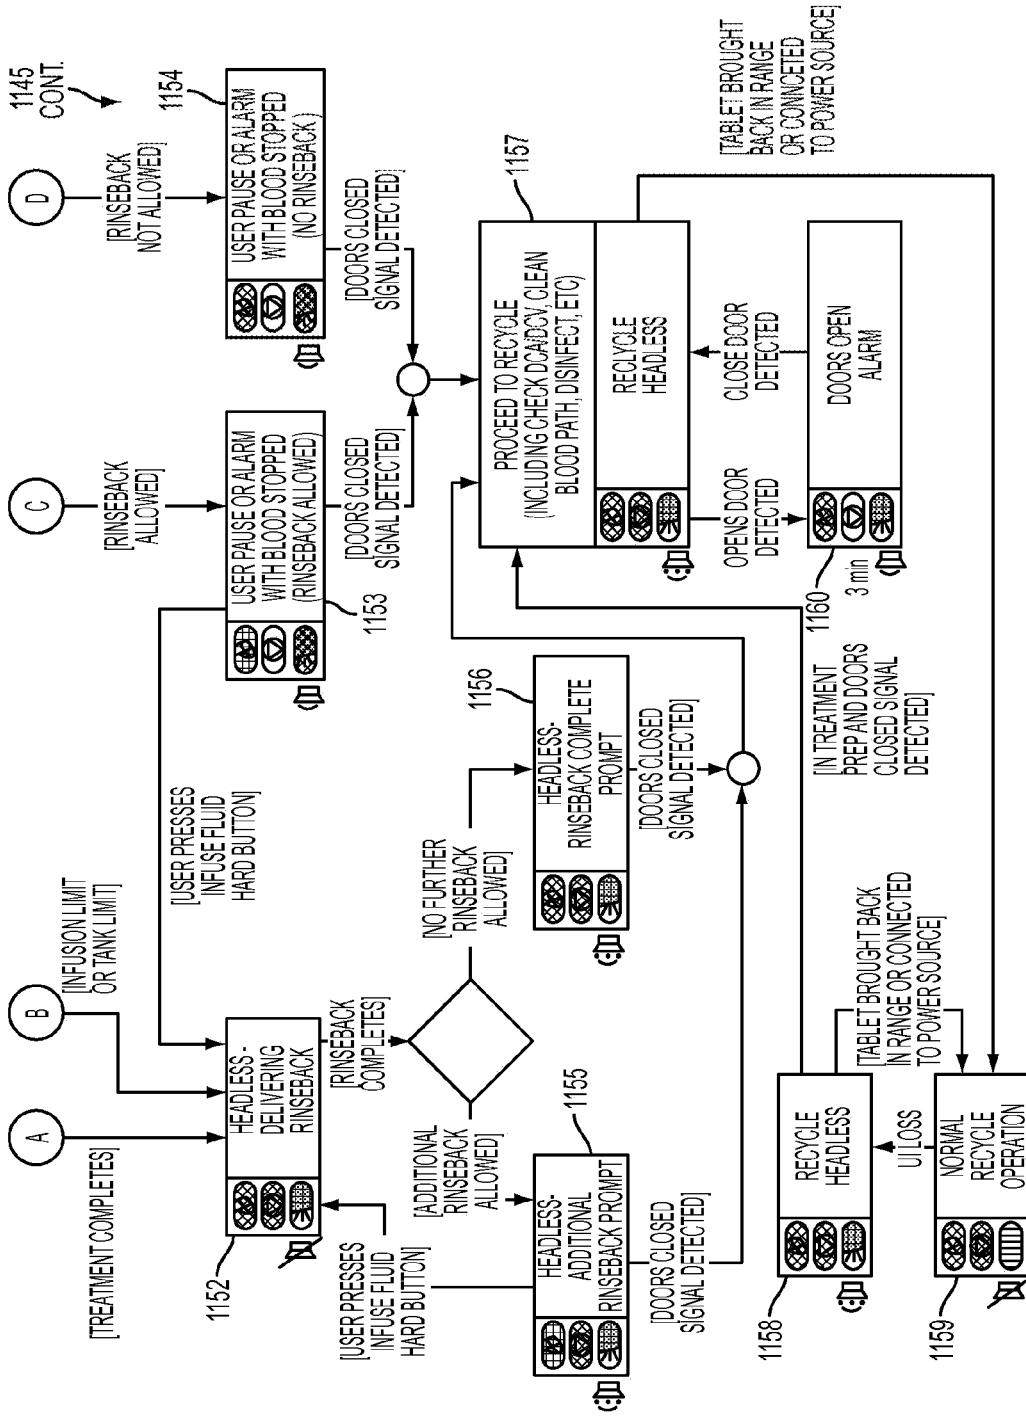 1145
CONT.
A
B
C
D
[TREATMENT COMPLETES]
[INFUSION LIMIT
OR TANK LIMIT]
[RINSEBACK
ALLOWED]
[RINSEBACK
NOT ALLOWED]
[USER PRESSES
INFUSE FLUID
HARD BUTTON]
1152
HEADLESS-
DELIVERING
RINSEBACK
USER PAUSE OR ALARM
WITH BLOOD STOPPED
(RINSEBACK ALLOWED)
1153
1154
USER PAUSE OR ALARM
WITH BLOOD STOPPED
(NO RINSEBACK)
[RINSEBACK
COMPLETES]
[DOORS CLOSED
SIGNAL DETECTED]
[DOORS CLOSED
SIGNAL DETECTED]
[USER PRESSES
INFUSE FLUID
HARD BUTTON]
[ADDITIONAL
RINSEBACK
ALLOWED]
[NO FURTHER
RINSEBACK
ALLOWED]
1155
HEADLESS-
ADDITIONAL
RINSEBACK PROMPT
1156
HEADLESS-
RINSEBACK COMPLETE
PROMPT
1157
PROCEED TO RECYCLE
(INCLUDING CHECK DCA/DCV, CLEAN
BLOOD PATH, DISINFECT, ETC)
RECLYCLE
HEADLESS
[DOORS CLOSED
SIGNAL DETECTED]
[DOORS CLOSED
SIGNAL DETECTED]
OPENS DOOR
DETECTED
CLOSE DOOR
DETECTED
[TABLET BROUGHT
BACK IN RANGE
OR CONNCETED
TO POWER SOURCE]
1158
RECYCLE
HEADLESS
[IN TREATMENT
PREP AND DOORS
CLOSED SIGNAL
DETECTED]
1160
3 min
DOORS OPEN
ALARM
UI LOSS
[TABLET BROUGHT BACK
IN RANGE OR CONNECTED
TO POWER SOURCE]
1159
NORMAL
RECYCLE
OPERATION